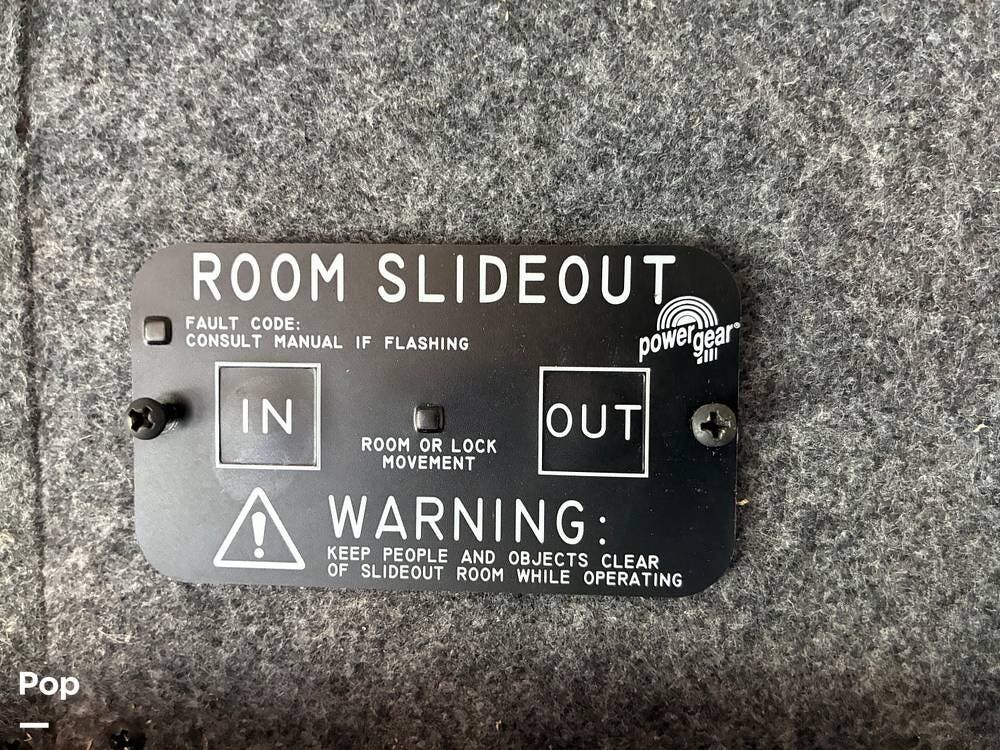 ROOM SLIDEOUT
FAULT CODE:
CONSULT MANUAL IF FLASHING
powergear®
IN
OUT
ROOM OR LOCK
MOVEMENT
WARNING:
KEEP PEOPLE AND OBJECTS CLEAR
OF SLIDEOUT ROOM WHILE OPERATING
Pop